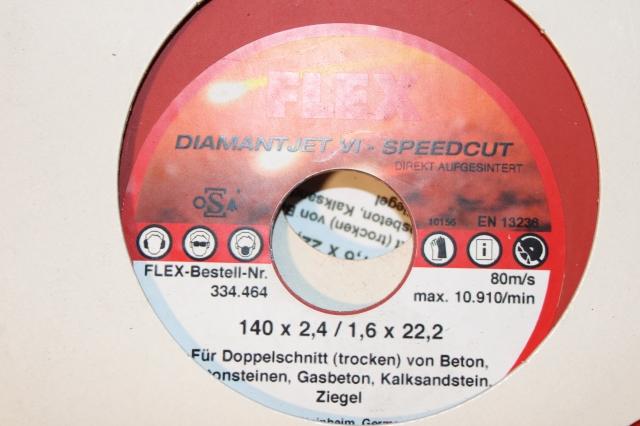 FLEX
DIAMANTJET VI - SPEEDCUT
DIREKT AUFGESINTERT
OSA
10156 EN 13236
FLEX-Bestell-Nr.
334.464
80m/s
max. 10.910/min
140 x 2,4 / 1,6 x 22,2
Für Doppelschnitt (trocken) von Beton,
onsteinen, Gasbeton, Kalksandstein,
Ziegel